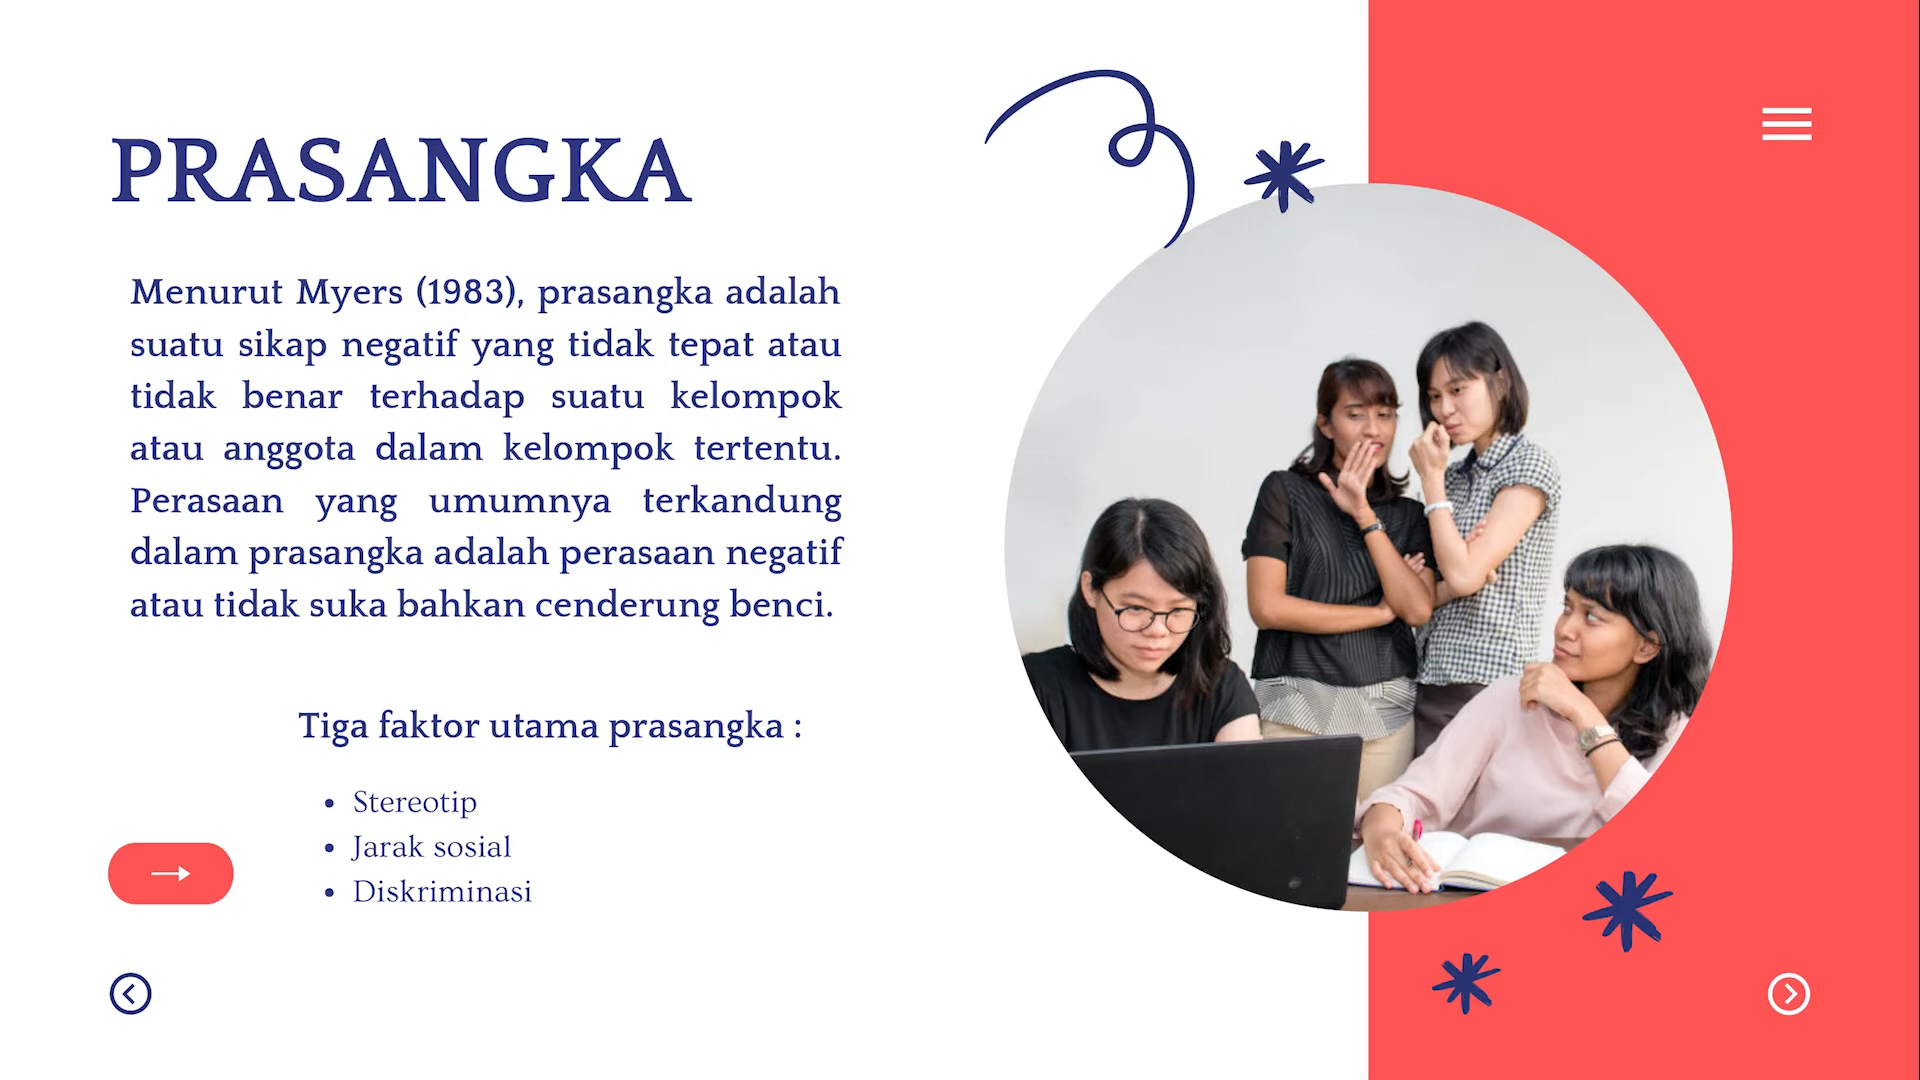 PRASANGKA
Menurut Myers (1983), prasangka adalah
suatu sikap negatif yang tidak tepat atau
tidak benar terhadap suatu kelompok
atau anggota dalam kelompok tertentu.
Perasaan yang umumnya terkandung
dalam prasangka adalah perasaan negatif
atau tidak suka bahkan cenderung benci.
Tiga faktor utama prasangka :
• Stereotip
• Jarak sosial
• Diskriminasi